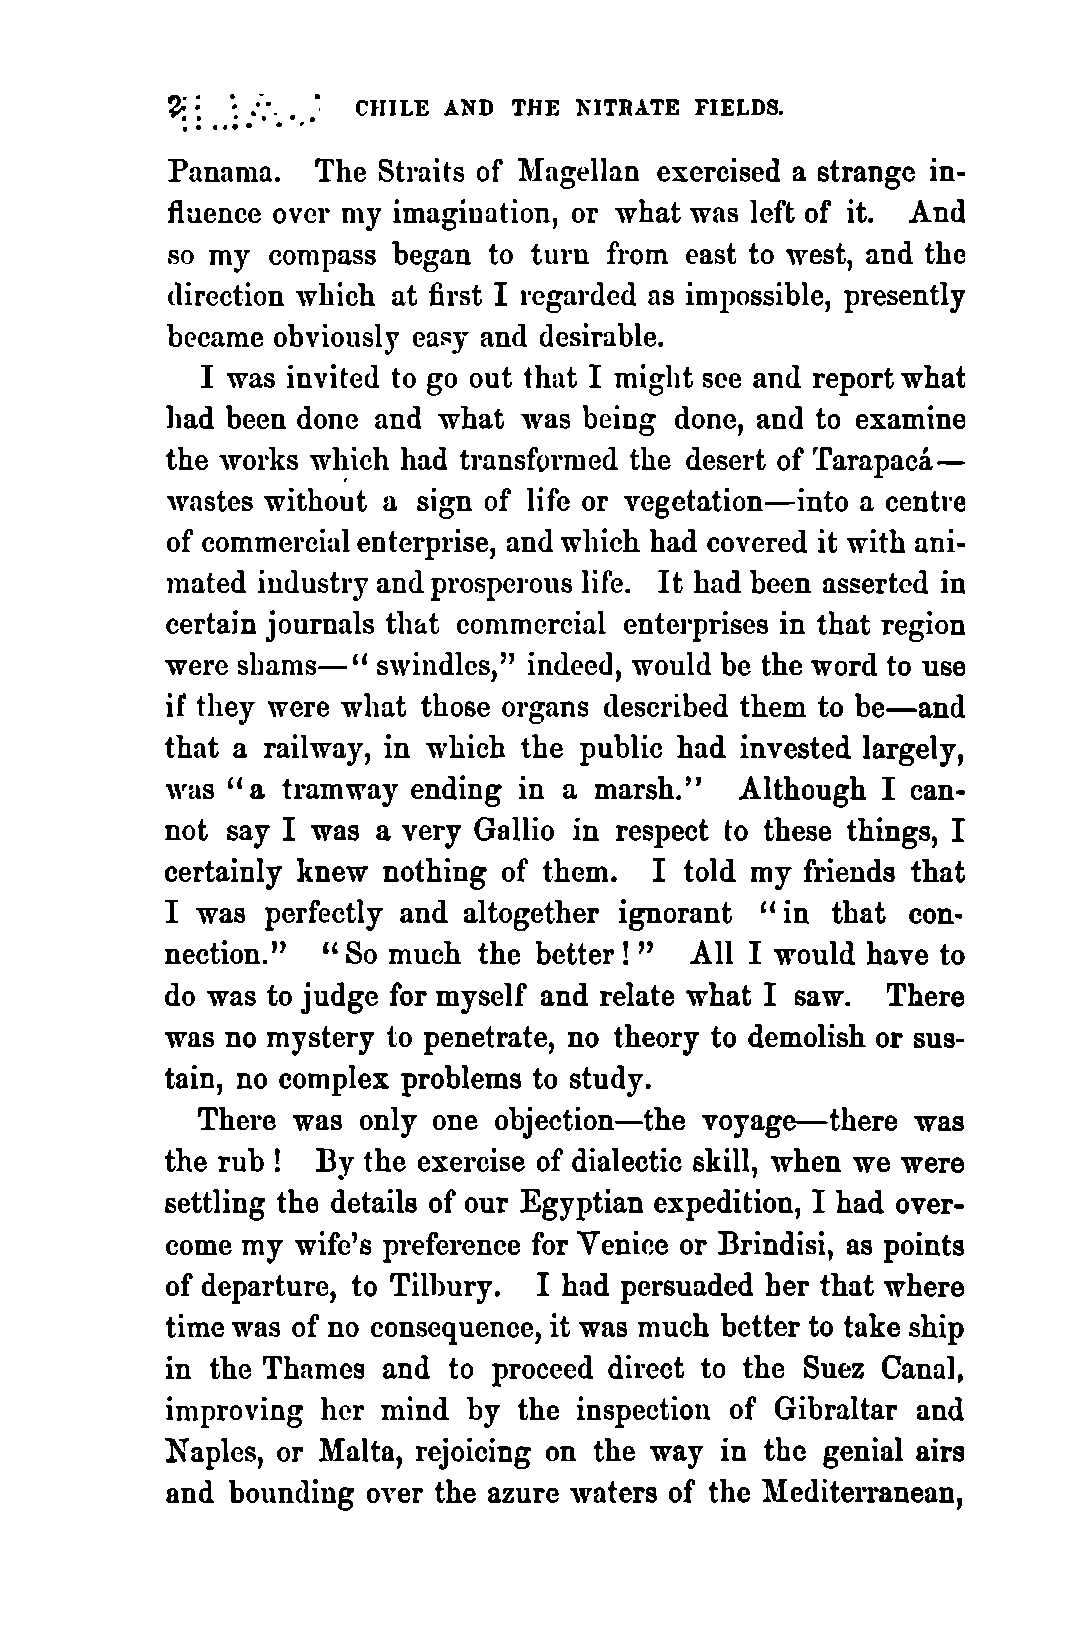 2 CHILE AND THE NITRATE FIELDS.
Panama. The Straits of Magellan exercised a strange in-
fluence over my imagination, or what was left of it. And
so my compass began to turn from east to west, and the
direction which at first I regarded as impossible, presently
became obviously easy and desirable.
I was invited to go out that I might see and report what
had been done and what was being done, and to examine
the works which had transformed the desert of Tarapacá—
wastes without a sign of life or vegetation—into a centre
of commercial enterprise, and which had covered it with ani-
mated industry and prosperous life. It had been asserted in
certain journals that commercial enterprises in that region
were shams—“ swindles,” indeed, would be the word to use
if they were what those organs described them to be—and
that a railway, in which the public had invested largely,
was “a tramway ending in a marsh.” Although I can-
not say I was a very Gallio in respect to these things, I
certainly knew nothing of them. I told my friends that
I was perfectly and altogether ignorant “in that con-
nection.” “So much the better!” All I would have to
do was to judge for myself and relate what I saw. There
was no mystery to penetrate, no theory to demolish or sus-
tain, no complex problems to study.
There was only one objection—the voyage—there was
the rub! By the exercise of dialectic skill, when we were
settling the details of our Egyptian expedition, I had over-
come my wife’s preference for Venice or Brindisi, as points
of departure, to Tilbury. I had persuaded her that where
time was of no consequence, it was much better to take ship
in the Thames and to proceed direct to the Suez Canal,
improving her mind by the inspection of Gibraltar and
Naples, or Malta, rejoicing on the way in the genial airs
and bounding over the azure waters of the Mediterranean,